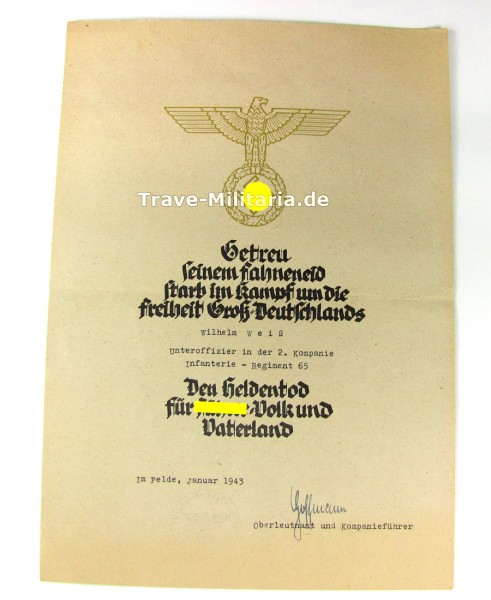 Trave-Militaria.de
Getreu
seinem Fahneneid
starb im Kampf um die
Freiheit Groß-Deutschlands
Wilhelm Weiß
Unteroffizier in der 2. Kompanie
Infanterie - Regiment 65
Den Heldentod
für Volk und
Vaterland
Im Felde, Januar 1943
Hoffmann
Oberleutnant und Kompanieführer